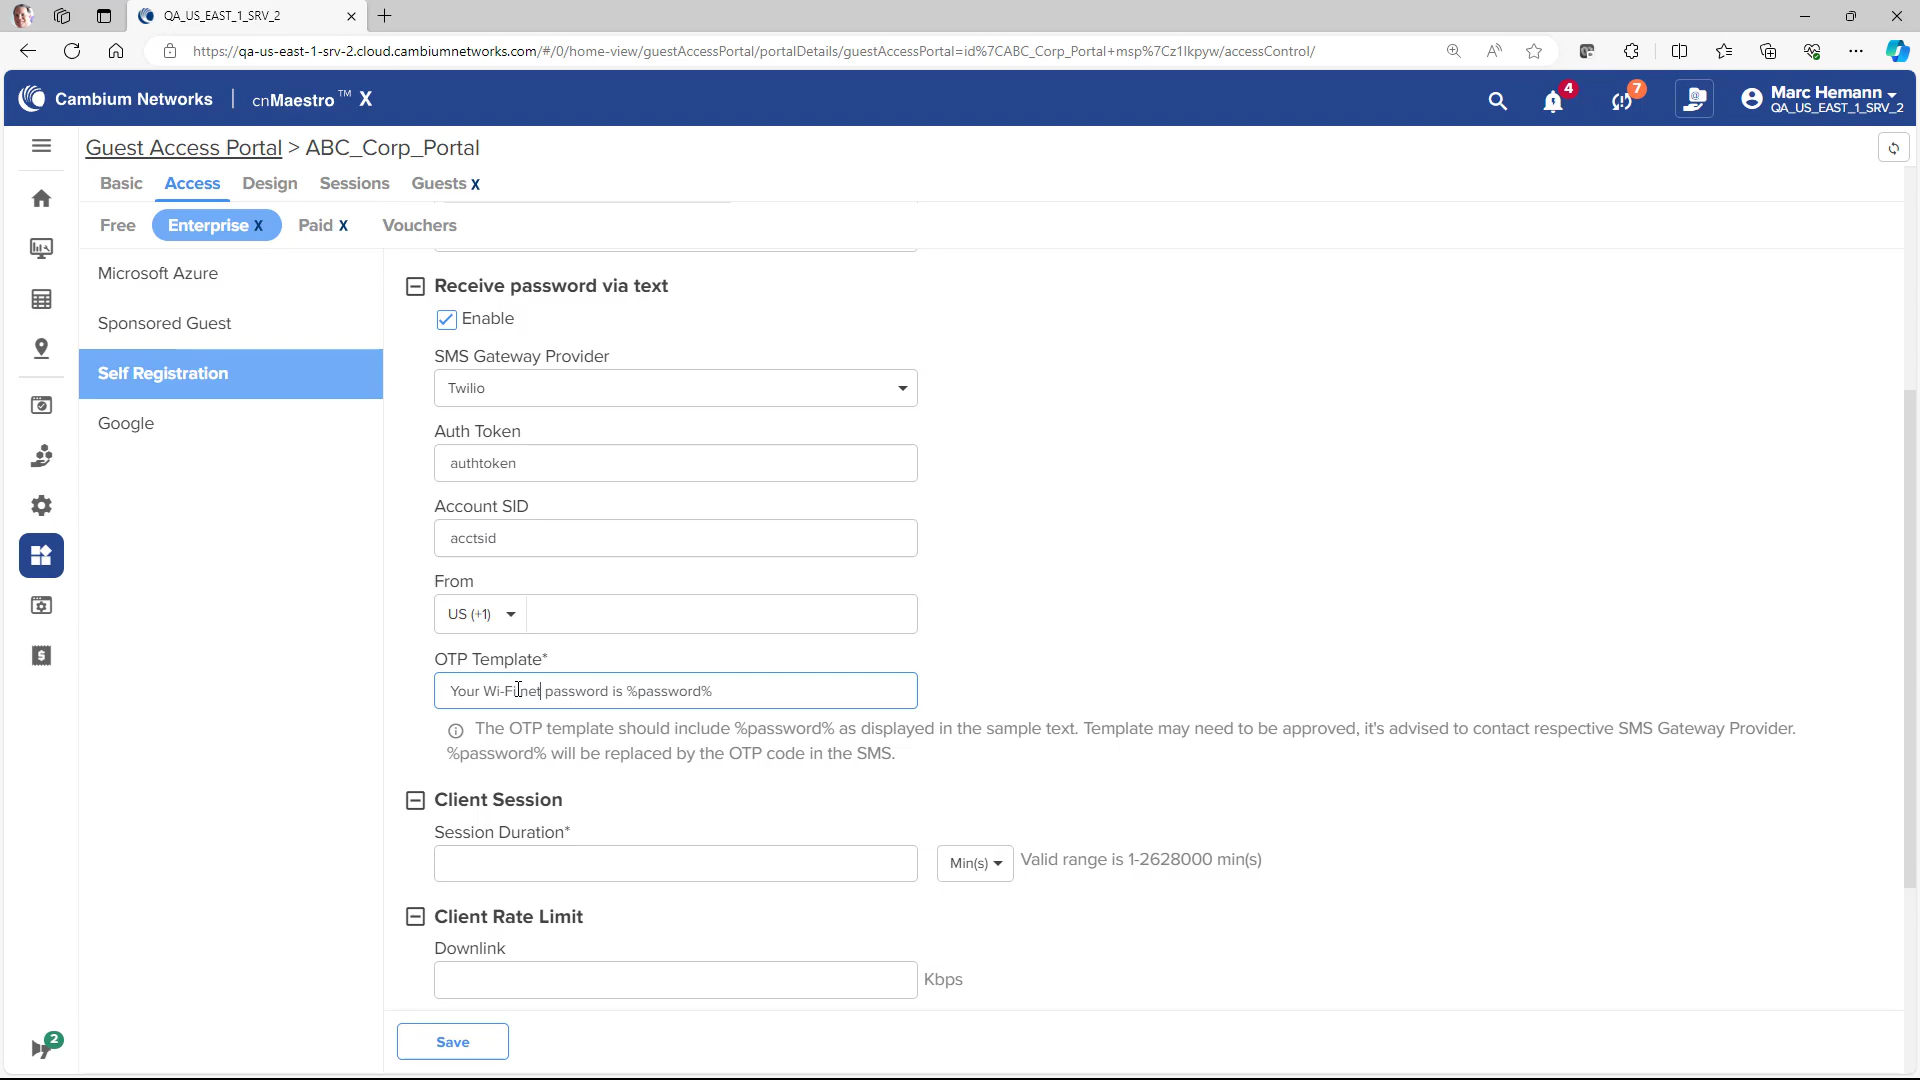 QA_US_EAST_1_SRV_2
https://qa-us-east-1-srv-2.cloud.cambiumnetworks.com/#/0/home-view/guestAccessPortal/portalDetails/guestAccessPortal=id%7CABC_Corp_Portal+msp%7Cz1lkpyw/accessControl/
Cambium Networks | cnMaestro™ X
4
7
Marc Hemann
QA_US_EAST_1_SRV_2
Guest Access Portal > ABC_Corp_Portal
Basic Access Design Sessions Guests X
Free Enterprise X Paid X Vouchers
Microsoft Azure
Sponsored Guest
Self Registration
Google
Receive password via text
Enable
SMS Gateway Provider
Twilio
Auth Token
authtoken
Account SID
acctsid
From
US (+1)
OTP Template*
Your Wi-Fi net password is %password%
The OTP template should include %password% as displayed in the sample text. Template may need to be approved, it's advised to contact respective SMS Gateway Provider.
%password% will be replaced by the OTP code in the SMS.
Client Session
Session Duration*
Min(s) Valid range is 1-2628000 min(s)
Client Rate Limit
Downlink
Kbps
2
Save